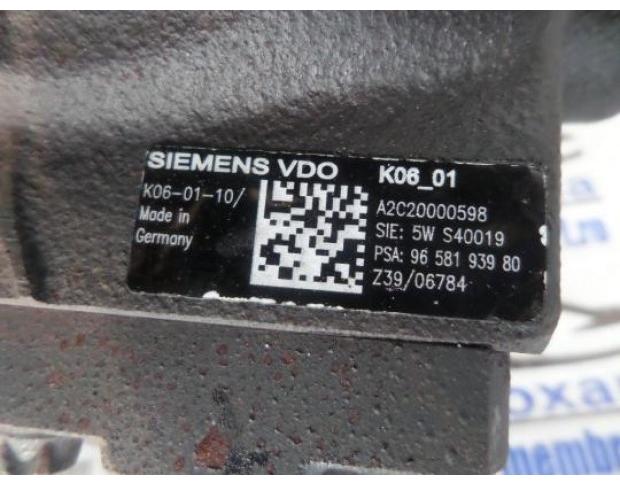 SIEMENS VDO
K06-01-10/
Made in
Germany
K06_01
A2C20000598
SIE: 5W S40019
PSA: 96 581 939 80
Z39/06784